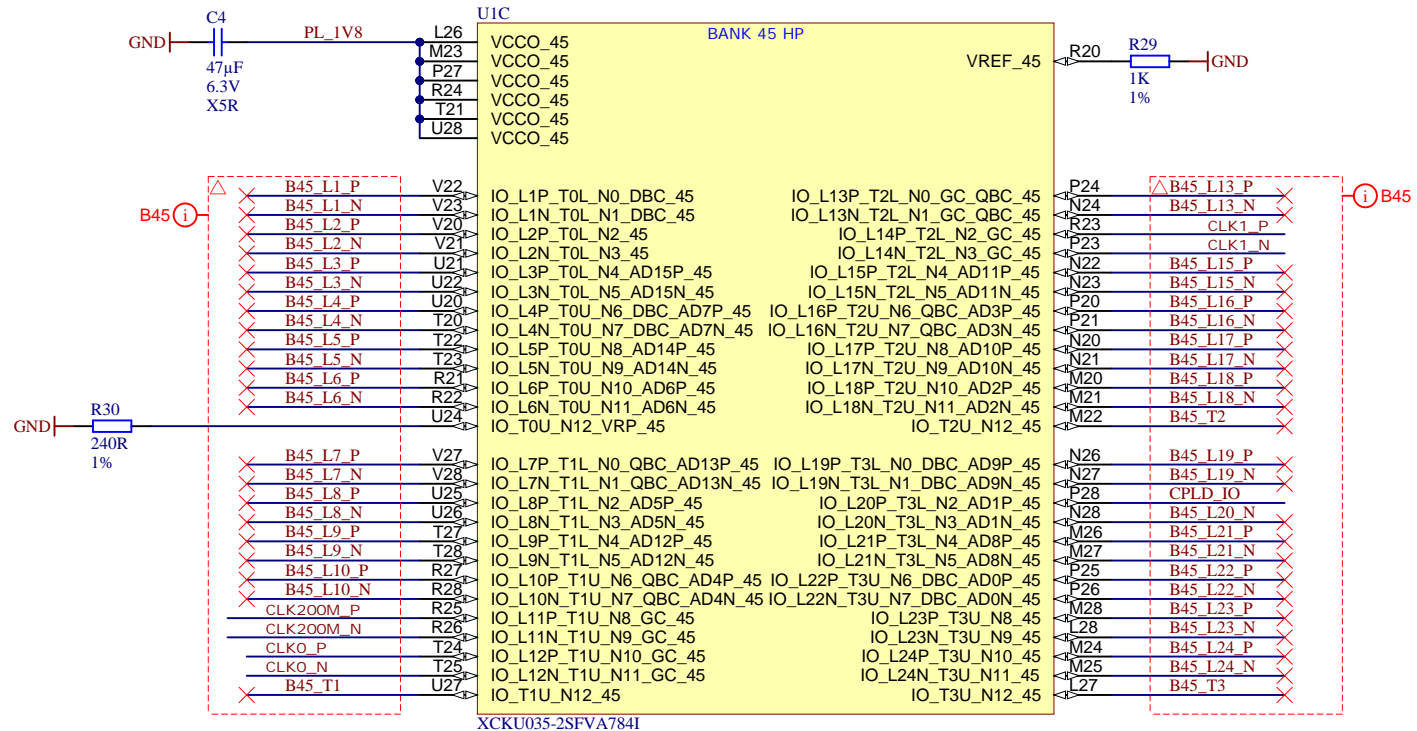 U1C
BANK 45 HP
C4
GND
PL_1V8
47µF
6.3V
X5R
L26 VCCO_45
M23 VCCO_45
P27 VCCO_45
R24 VCCO_45
T21 VCCO_45
U28 VCCO_45
VREF_45 R20
R29
1K
1%
GND
B45
B45_L1_P V22 IO_L1P_T0L_N0_DBC_45
B45_L1_N V23 IO_L1N_T0L_N1_DBC_45
B45_L2_P V20 IO_L2P_T0L_N2_45
B45_L2_N V21 IO_L2N_T0L_N3_45
B45_L3_P U21 IO_L3P_T0L_N4_AD15P_45
B45_L3_N U22 IO_L3N_T0L_N5_AD15N_45
B45_L4_P U20 IO_L4P_T0U_N6_DBC_AD7P_45
B45_L4_N T20 IO_L4N_T0U_N7_DBC_AD7N_45
B45_L5_P T22 IO_L5P_T0U_N8_AD14P_45
B45_L5_N T23 IO_L5N_T0U_N9_AD14N_45
B45_L6_P R21 IO_L6P_T0U_N10_AD6P_45
B45_L6_N R22 IO_L6N_T0U_N11_AD6N_45
GND
R30
240R
1%
U24 IO_T0U_N12_VRP_45
B45_L7_P V27 IO_L7P_T1L_N0_QBC_AD13P_45
B45_L7_N V28 IO_L7N_T1L_N1_QBC_AD13N_45
B45_L8_P U25 IO_L8P_T1L_N2_AD5P_45
B45_L8_N U26 IO_L8N_T1L_N3_AD5N_45
B45_L9_P T27 IO_L9P_T1L_N4_AD12P_45
B45_L9_N T28 IO_L9N_T1L_N5_AD12N_45
B45_L10_P R27 IO_L10P_T1U_N6_QBC_AD4P_45
B45_L10_N R28 IO_L10N_T1U_N7_QBC_AD4N_45
CLK200M_P R25 IO_L11P_T1U_N8_GC_45
CLK200M_N R26 IO_L11N_T1U_N9_GC_45
CLK0_P T24 IO_L12P_T1U_N10_GC_45
CLK0_N T25 IO_L12N_T1U_N11_GC_45
B45_T1 U27 IO_T1U_N12_45
IO_L13P_T2L_N0_GC_QBC_45 P24 B45_L13_P
IO_L13N_T2L_N1_GC_QBC_45 N24 B45_L13_N
IO_L14P_T2L_N2_GC_45 R23 CLK1_P
IO_L14N_T2L_N3_GC_45 P23 CLK1_N
IO_L15P_T2L_N4_AD11P_45 N22 B45_L15_P
IO_L15N_T2L_N5_AD11N_45 N23 B45_L15_N
IO_L16P_T2U_N6_QBC_AD3P_45 P20 B45_L16_P
IO_L16N_T2U_N7_QBC_AD3N_45 P21 B45_L16_N
IO_L17P_T2U_N8_AD10P_45 N20 B45_L17_P
IO_L17N_T2U_N9_AD10N_45 N21 B45_L17_N
IO_L18P_T2U_N10_AD2P_45 M20 B45_L18_P
IO_L18N_T2U_N11_AD2N_45 M21 B45_L18_N
IO_T2U_N12_45 M22 B45_T2
IO_L19P_T3L_N0_DBC_AD9P_45 N26 B45_L19_P
IO_L19N_T3L_N1_DBC_AD9N_45 N27 B45_L19_N
IO_L20P_T3L_N2_AD1P_45 P28 CPLD_IO
IO_L20N_T3L_N3_AD1N_45 N28 B45_L20_N
IO_L21P_T3L_N4_AD8P_45 M26 B45_L21_P
IO_L21N_T3L_N5_AD8N_45 M27 B45_L21_N
IO_L22P_T3U_N6_DBC_AD0P_45 P25 B45_L22_P
IO_L22N_T3U_N7_DBC_AD0N_45 P26 B45_L22_N
IO_L23P_T3U_N8_45 M28 B45_L23_P
IO_L23N_T3U_N9_45 L28 B45_L23_N
IO_L24P_T3U_N10_45 M24 B45_L24_P
IO_L24N_T3U_N11_45 M25 B45_L24_N
IO_T3U_N12_45 L27 B45_T3
i B45
XCKU035-2SFVA784I